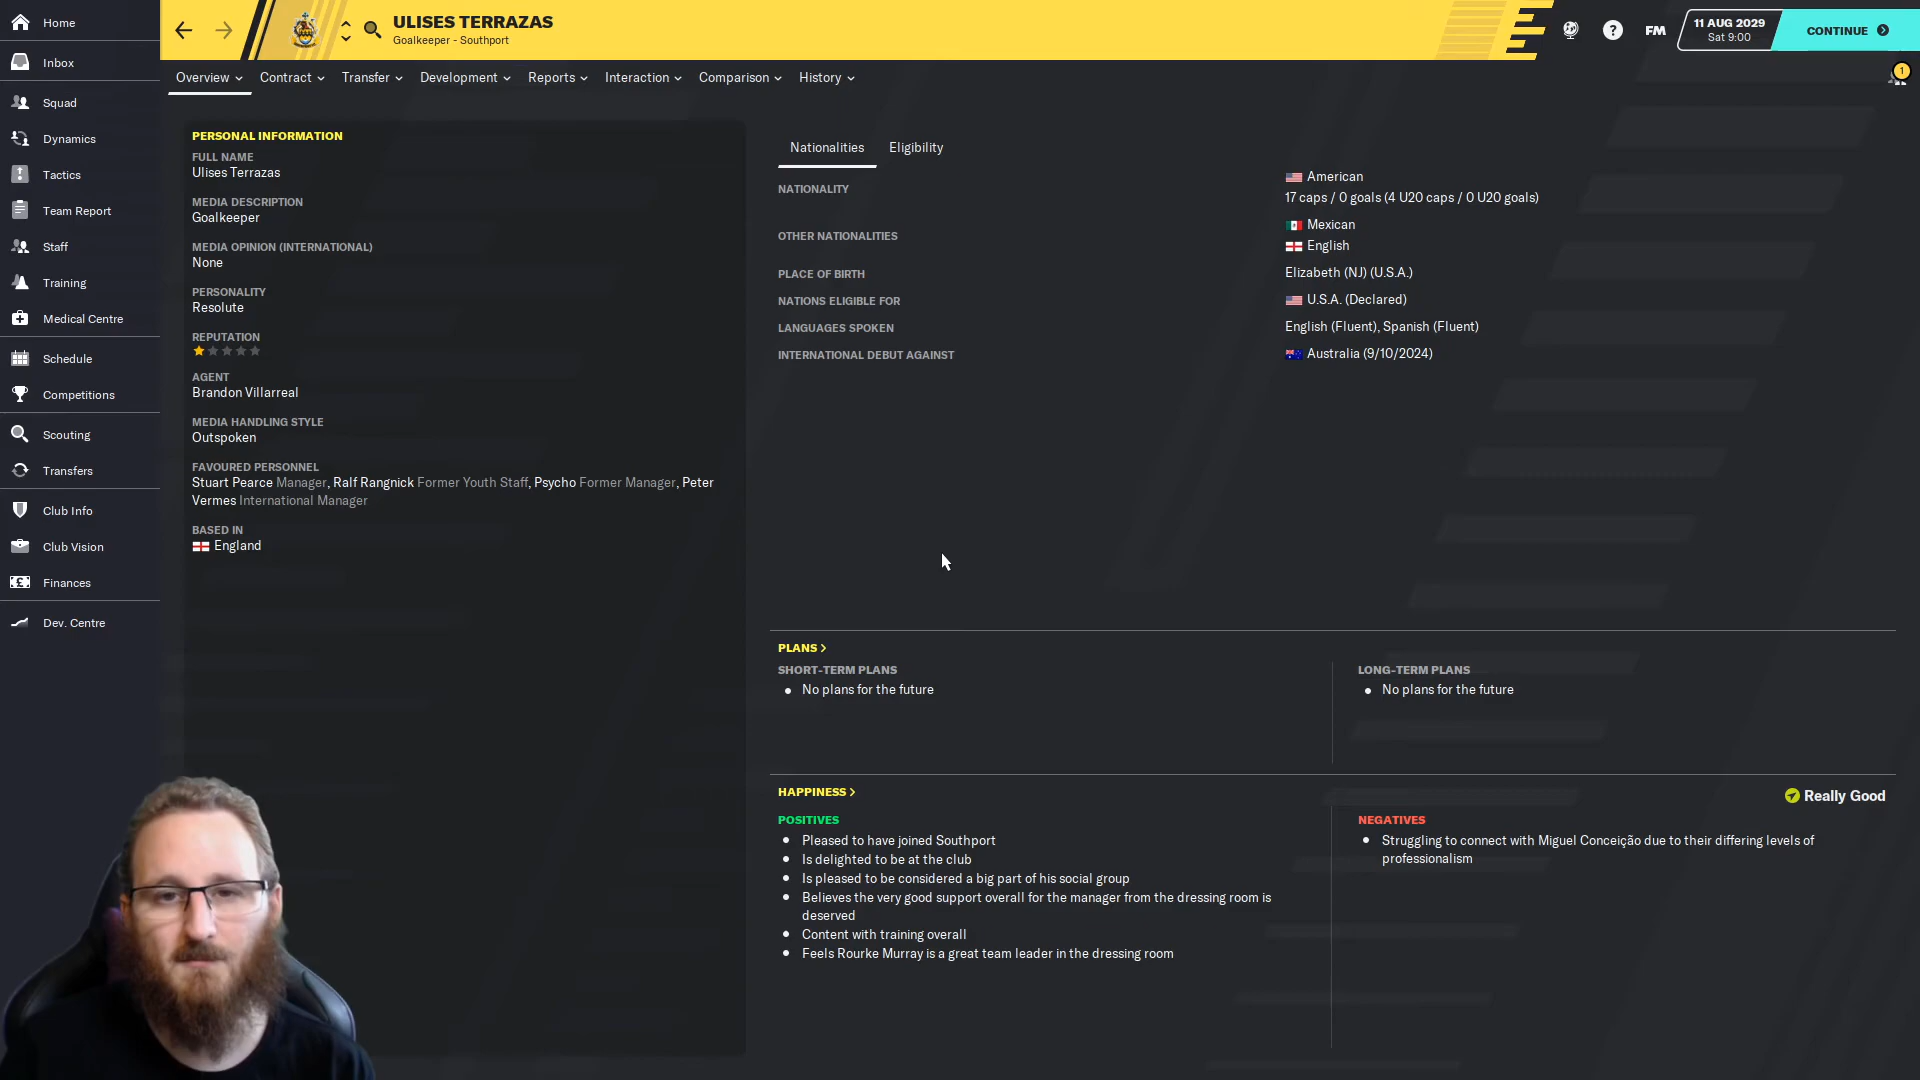 Home
Inbox
Squad
Dynamics
Tactics
Team Report
Staff
Training
Medical Centre
Schedule
Competitions
Scouting
Transfers
Club Info
Club Vision
Finances
Dev. Centre
ULISES TERRAZAS
Goalkeeper - Southport
FM
11 AUG 2029
Sat 9:00
CONTINUE
Overview Contract Transfer Development Reports Interaction Comparison History
1
PERSONAL INFORMATION
FULL NAME
Ulises Terrazas
MEDIA DESCRIPTION
Goalkeeper
MEDIA OPINION (INTERNATIONAL)
None
PERSONALITY
Resolute
REPUTATION
AGENT
Brandon Villarreal
MEDIA HANDLING STYLE
Outspoken
FAVOURED PERSONNEL
Stuart Pearce Manager, Ralf Rangnick Former Youth Staff, Psycho Former Manager, Peter
Vermes International Manager
BASED IN
England
Nationalities Eligibility
NATIONALITY
American
17 caps / 0 goals (4 U20 caps / 0 U20 goals)
OTHER NATIONALITIES
Mexican
English
PLACE OF BIRTH
Elizabeth (NJ) (U.S.A.)
NATIONS ELIGIBLE FOR
U.S.A. (Declared)
LANGUAGES SPOKEN
English (Fluent), Spanish (Fluent)
INTERNATIONAL DEBUT AGAINST
Australia (9/10/2024)
PLANS >
SHORT-TERM PLANS
No plans for the future
LONG-TERM PLANS
No plans for the future
HAPPINESS >
Really Good
POSITIVES
Pleased to have joined Southport
Is delighted to be at the club
Is pleased to be considered a big part of his social group
Believes the very good support overall for the manager from the dressing room is
deserved
Content with training overall
Feels Rourke Murray is a great team leader in the dressing room
NEGATIVES
Struggling to connect with Miguel Conceição due to their differing levels of
professionalism